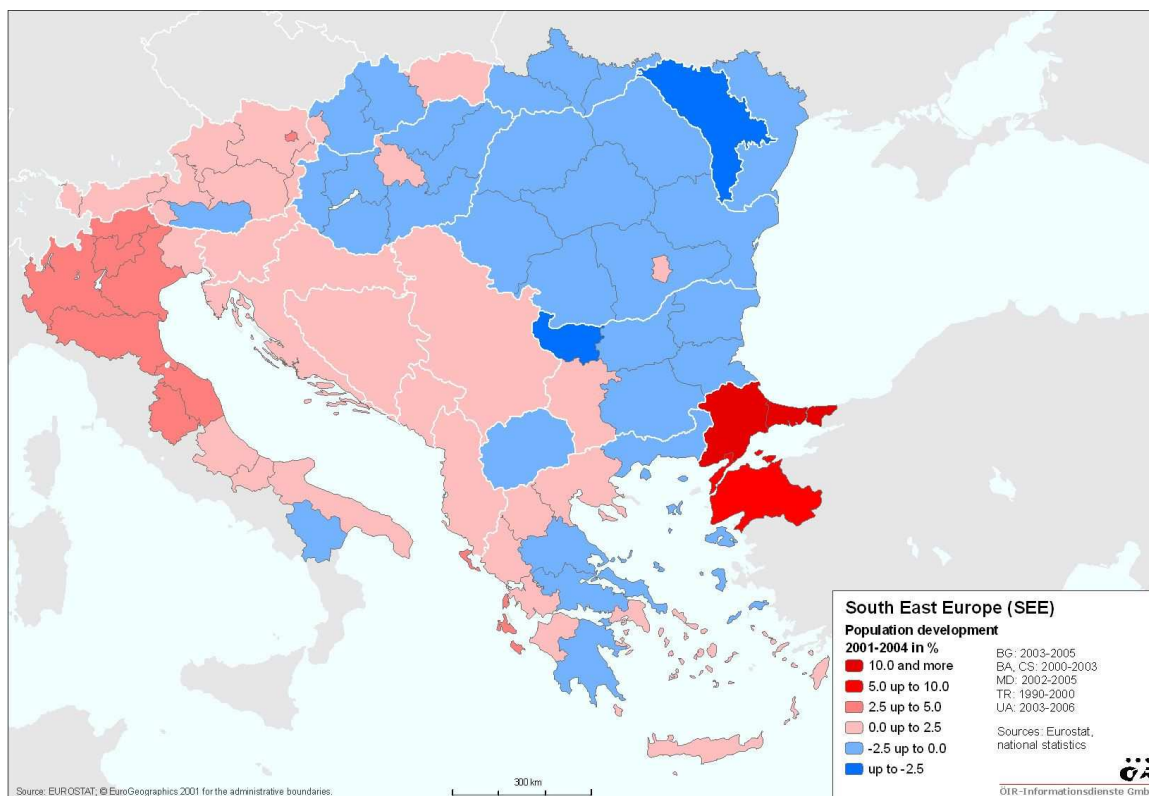 South East Europe (SEE)
Population development
2001-2004 in %
10.0 and more
5.0 up to 10.0
2.5 up to 5.0
0.0 up to 2.5
-2.5 up to 0.0
up to -2.5
BG: 2003-2005
BA, CS: 2000-2003
MD: 2002-2005
TR: 1990-2000
UA: 2003-2006
Sources: Eurostat,
national statistics
300 km
Source: EUROSTAT; © EuroGeographics 2001 for the administrative boundaries.
ÖIR-Informationsdienste Gmb